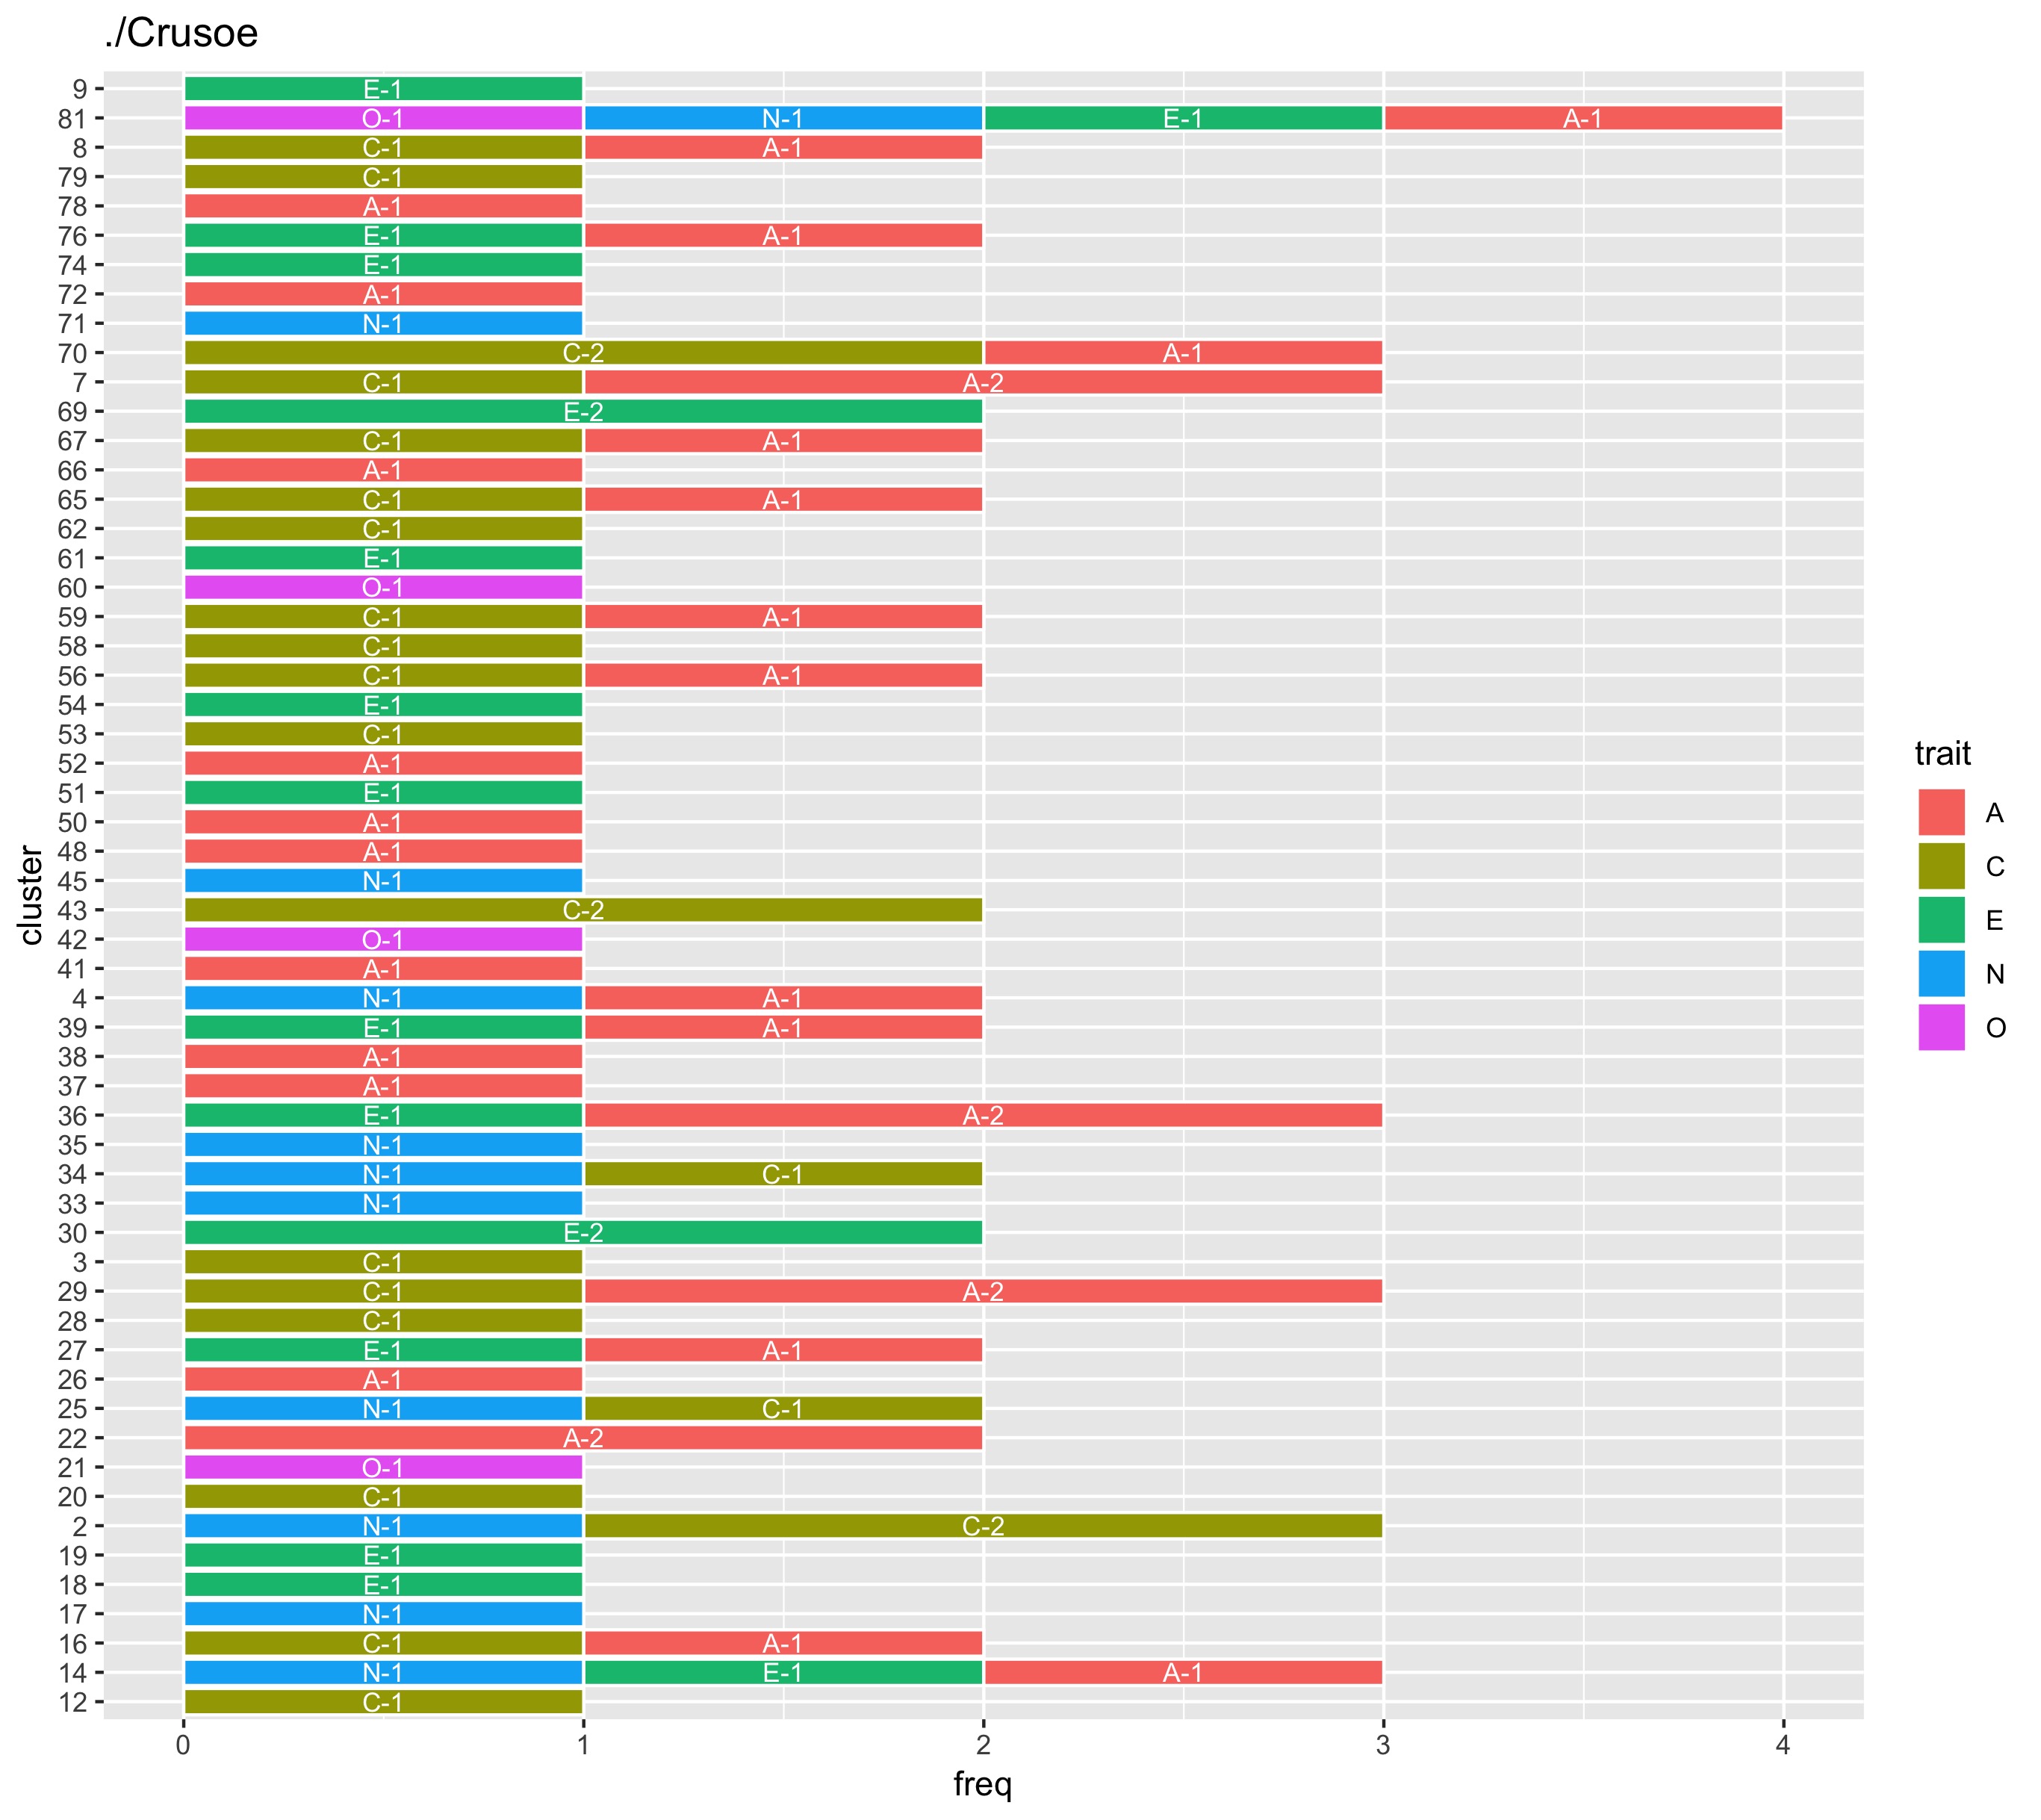 ./Crusoe
9 E-1
81 O-1 N-1 E-1 A-1
8 C-1 A-1
79 C-1
78 A-1
76 E-1 A-1
74 E-1
72 A-1
71 N-1
70 C-2 A-1
7 C-1 A-2
69 E-2
67 C-1 A-1
66 A-1
65 C-1 A-1
62 C-1
61 E-1
60 O-1
59 C-1 A-1
58 C-1
56 C-1 A-1
54 E-1
53 C-1
52 A-1
51 E-1
50 A-1
48 A-1
45 N-1
43 C-2
42 O-1
41 A-1
4 N-1 A-1
39 E-1 A-1
38 A-1
37 A-1
36 E-1 A-2
35 N-1
34 N-1 C-1
33 N-1
30 E-2
3 C-1
29 C-1 A-2
28 C-1
27 E-1 A-1
26 A-1
25 N-1 C-1
22 A-2
21 O-1
20 C-1
2 N-1 C-2
19 E-1
18 E-1
17 N-1
16 C-1 A-1
14 N-1 E-1 A-1
12 C-1
0 1 2 3 4
freq
cluster
trait
A
C
E
N
O